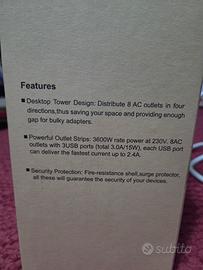 Features
Desktop Tower Design: Distribute 8 AC outlets in four
directions,thus saving your space and providing enough
gap for bulky adapters.
Powerful Outlet Strips: 3600W rate power at 230V. 8AC
outlets with 3USB ports (total 3.0A/15W), each USB port
can deliver the fastest current up to 2.4A.
Security Protection: Fire-resistance shell,surge protector,
all these will guarantee the security of your devices.
subito